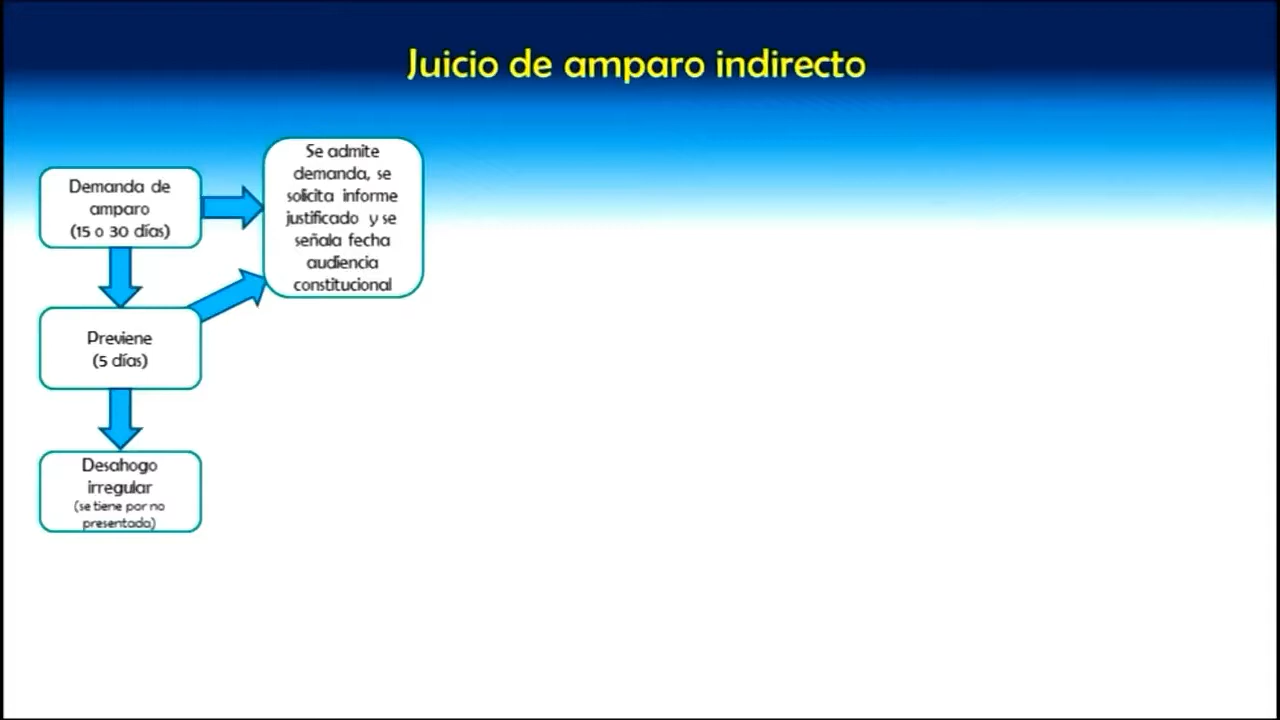 Juicio de amparo indirecto
Demanda de
amparo
(15 o 30 días)
Se admite
demanda, se
solicita informe
justificado y se
señala fecha
audiencia
constitucional
Previene
(5 días)
Desahogo
irregular
(se tiene por no
presentada)